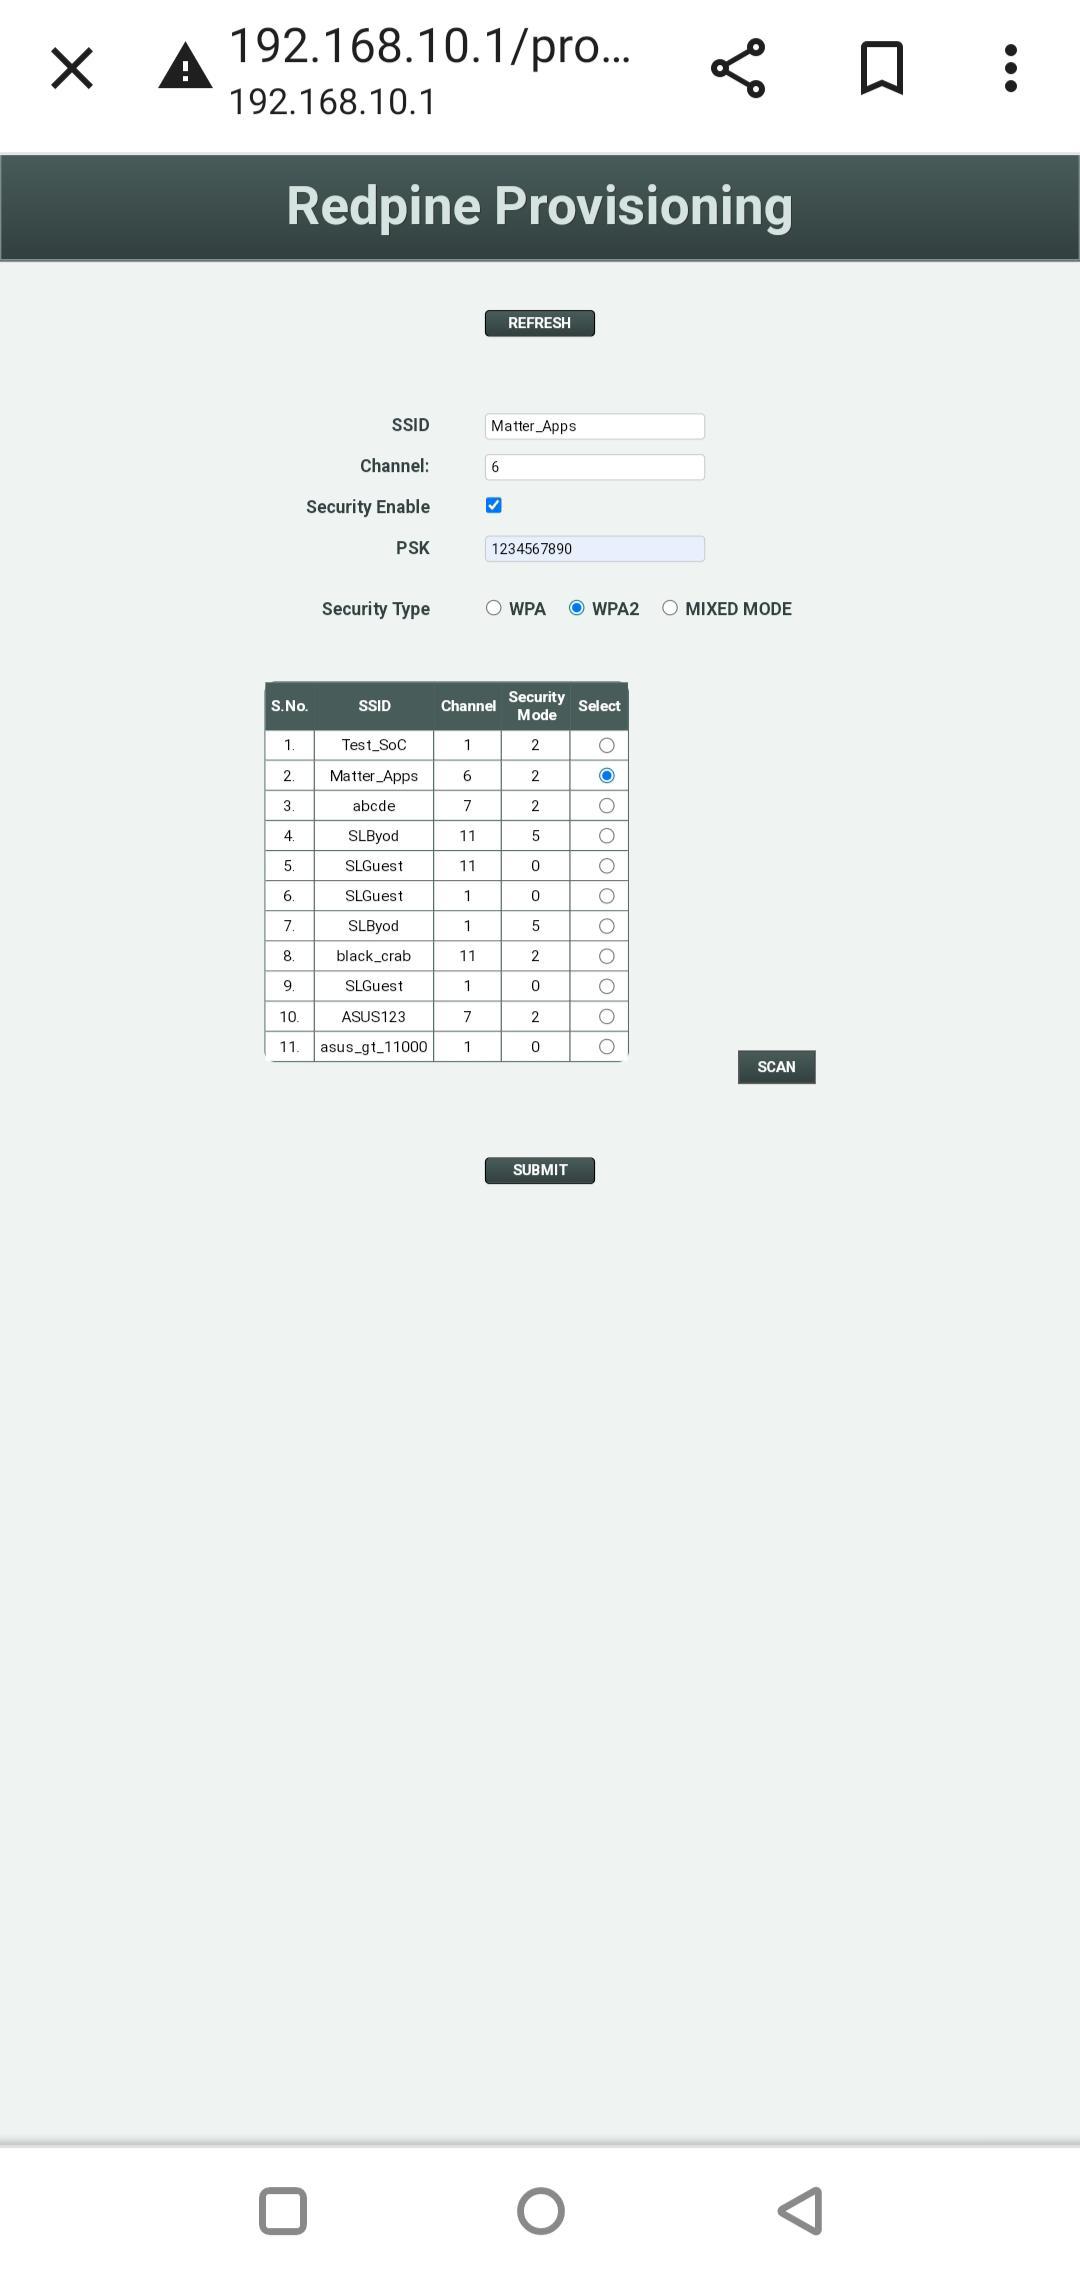 192.168.10.1/pro...
192.168.10.1
Redpine Provisioning
REFRESH
SSID Matter_Apps
Channel: 6
Security Enable
PSK 1234567890
Security Type WPA WPA2 MIXED MODE
S.No. SSID Channel Security Mode Select
1. Test_SoC 1 2
2. Matter_Apps 6 2
3. abcde 7 2
4. SLByod 11 5
5. SLGuest 11 0
6. SLGuest 1 0
7. SLByod 1 5
8. black_crab 11 2
9. SLGuest 1 0
10. ASUS123 7 2
11. asus_gt_11000 1 0
SCAN
SUBMIT